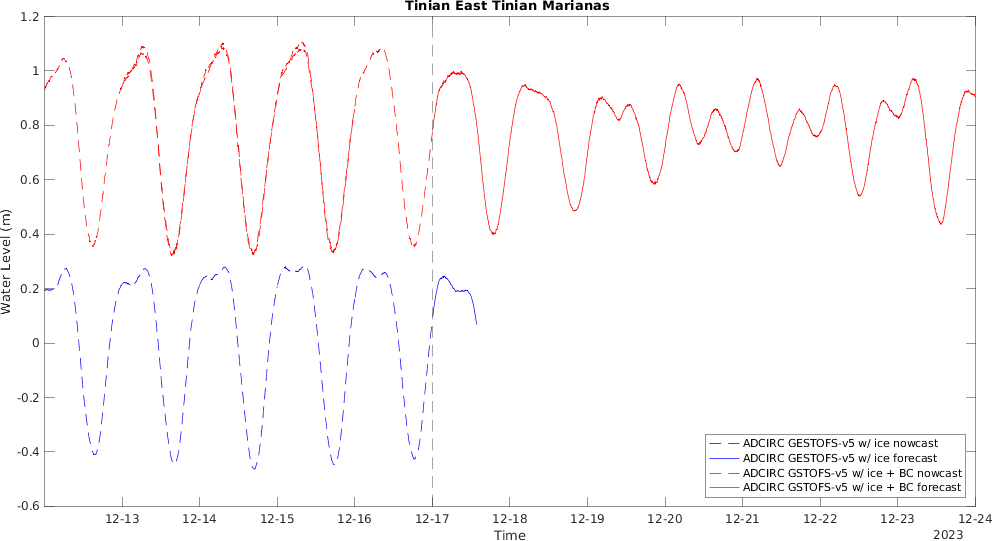 Tinian East Tinian Marianas
1.2
1
0.8
0.6
0.4
0.2
0
-0.2
-0.4
-0.6
Water Level (m)
ADCIRC GESTOFS-v5 w/ ice nowcast
ADCIRC GESTOFS-v5 w/ ice forecast
ADCIRC GSTOFS-v5 w/ ice + BC nowcast
ADCIRC GSTOFS-v5 w/ ice + BC forecast
12-13 12-14 12-15 12-16 12-17 12-18 12-19 12-20 12-21 12-22 12-23 12-24
Time
2023